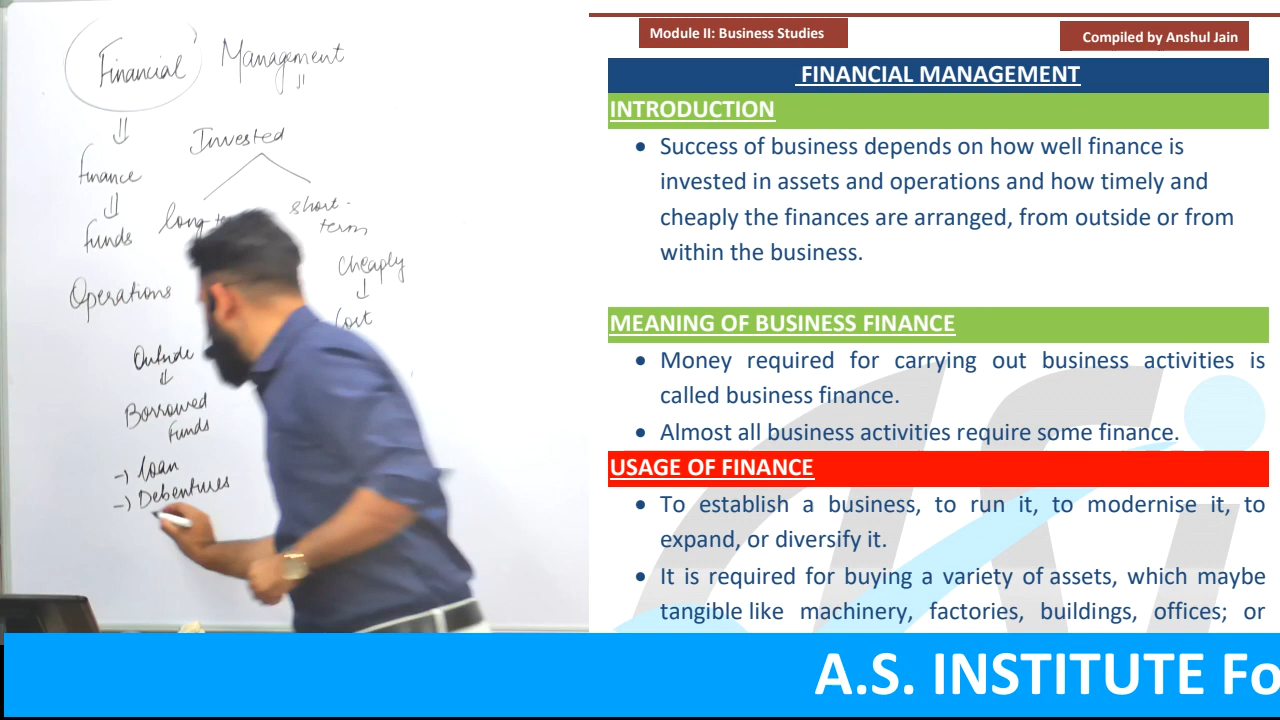 Financial Management
Invested
finance
long-te
short-
term
funds
Cheaply
Operations
Cost
Outside
Borrowed
funds
-) loan
-) Debentures
Module II: Business Studies
Compiled by Anshul Jain
FINANCIAL MANAGEMENT
INTRODUCTION
• Success of business depends on how well finance is
invested in assets and operations and how timely and
cheaply the finances are arranged, from outside or from
within the business.
MEANING OF BUSINESS FINANCE
• Money required for carrying out business activities is
called business finance.
• Almost all business activities require some finance.
USAGE OF FINANCE
• To establish a business, to run it, to modernise it, to
expand, or diversify it.
• It is required for buying a variety of assets, which maybe
tangible like machinery, factories, buildings, offices; or
A.S. INSTITUTE Fo